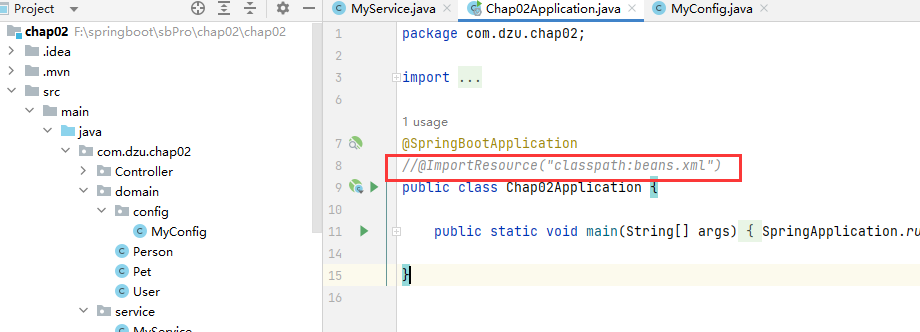 Project
chap02 F:\springboot\sbPro\chap02\chap02
.idea
.mvn
src
main
java
com.dzu.chap02
Controller
domain
config
MyConfig
Person
Pet
User
service
MyService
MyService.java
Chap02Application.java
MyConfig.java
1 package com.dzu.chap02;
2
3 import ...
6
1 usage
7 @SpringBootApplication
8 //@ImportResource("classpath:beans.xml")
9 public class Chap02Application {
10
11 public static void main(String[] args) { SpringApplication.ru
14
15 }
16